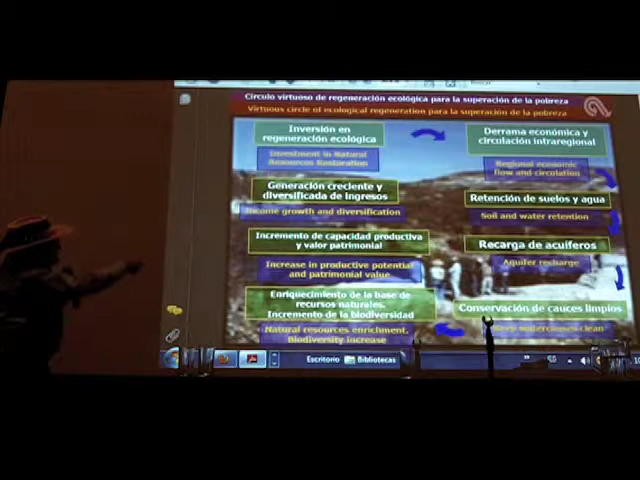 Círculo virtuoso de regeneración ecológica para la superación de la pobreza
Virtuous circle of ecological regeneration para la superación de la pobreza
Inversión en
regeneración ecológica
Investment in Natural
Resources Restoration
Derrama económica y
circulación intraregional
Regional economic
flow and circulation
Generación creciente y
diversificada de ingresos
Income growth and diversification
Retención de suelos y agua
Soil and water retention
Incremento de capacidad productiva
y valor patrimonial
Increase in productive potential
and patrimonial value
Recarga de acuíferos
Aquifer recharge
Enriquecimiento de la base de
recursos naturales.
Incremento de la biodiversidad
Natural resources enrichment.
Biodiversity increase
Conservación de cauces limpios
Keep watercourses clean
Escritorio
Bibliotecas